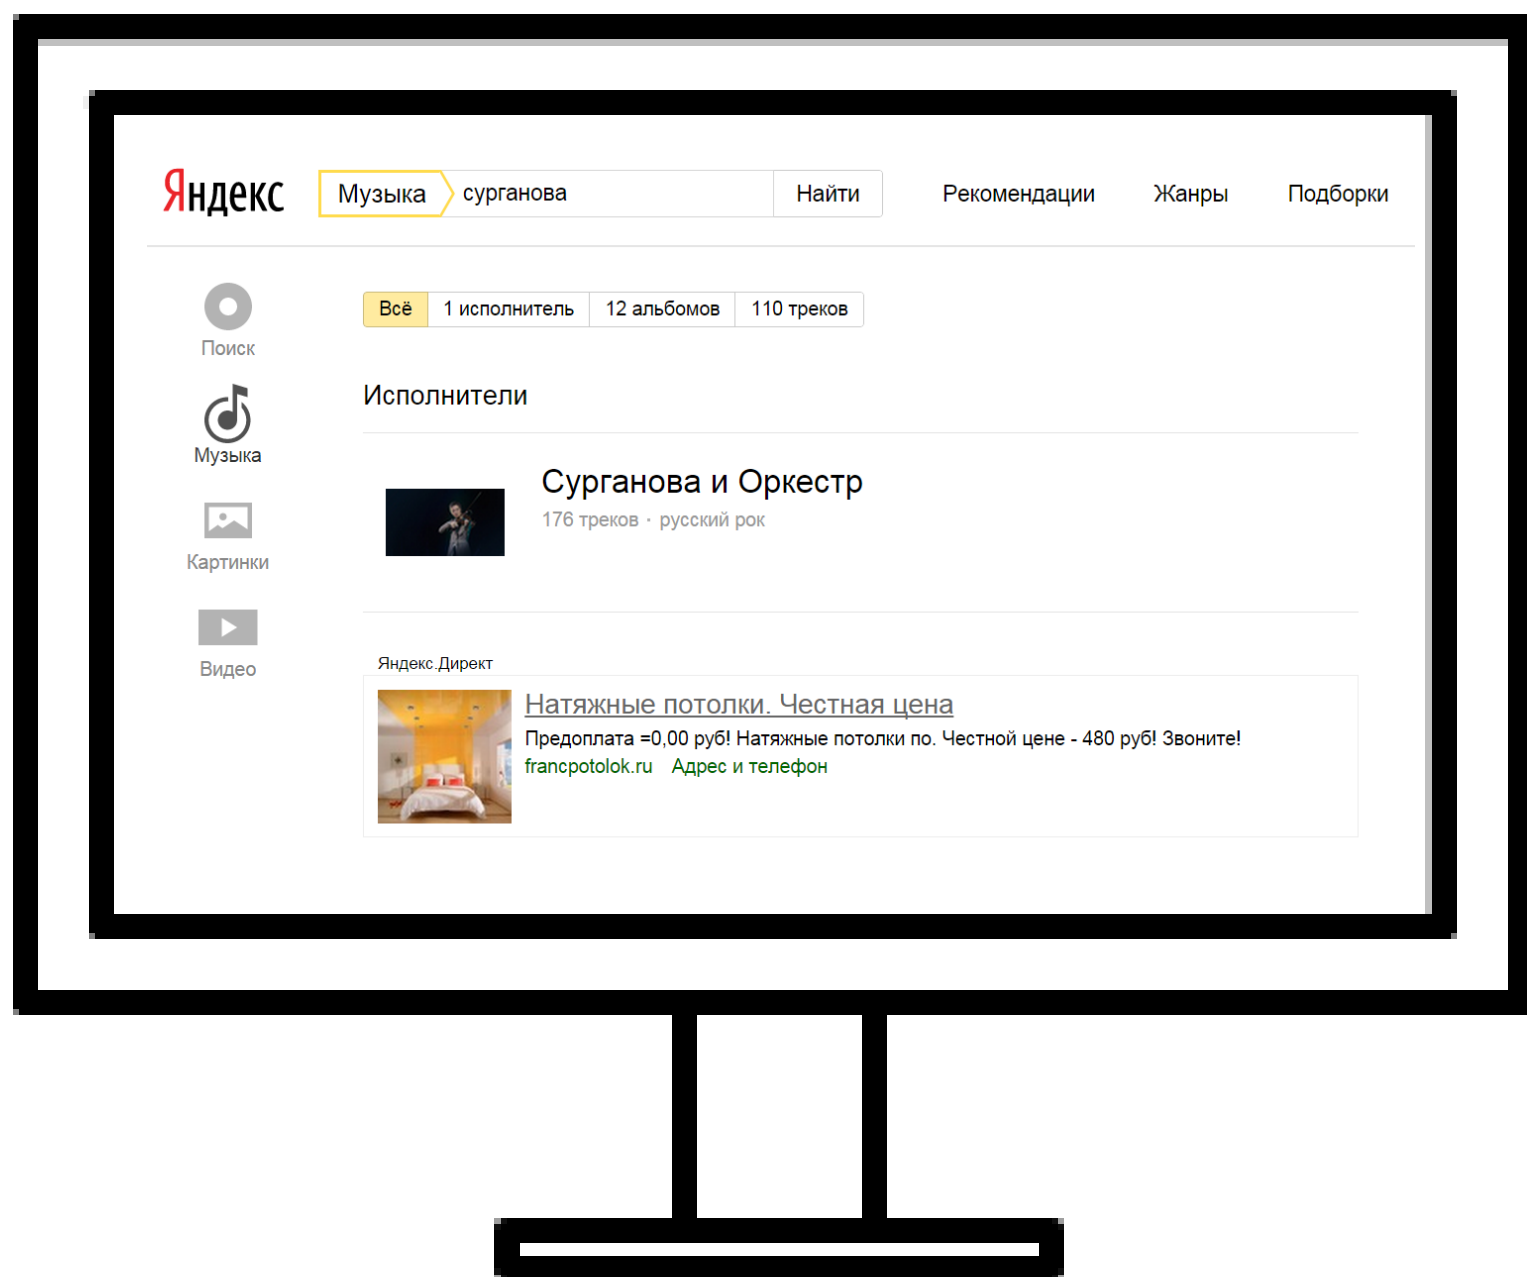 Яндекс Музыка сурганова Найти Рекомендации Жанры Подборки
Всё 1 исполнитель 12 альбомов 110 треков
Поиск
Музыка
Картинки
Видео
Исполнители
Сурганова и Оркестр
176 треков · русский рок
Яндекс.Директ
Натяжные потолки. Честная цена
Предоплата =0,00 руб! Натяжные потолки по. Честной цене - 480 руб! Звоните!
francpotolok.ru Адрес и телефон